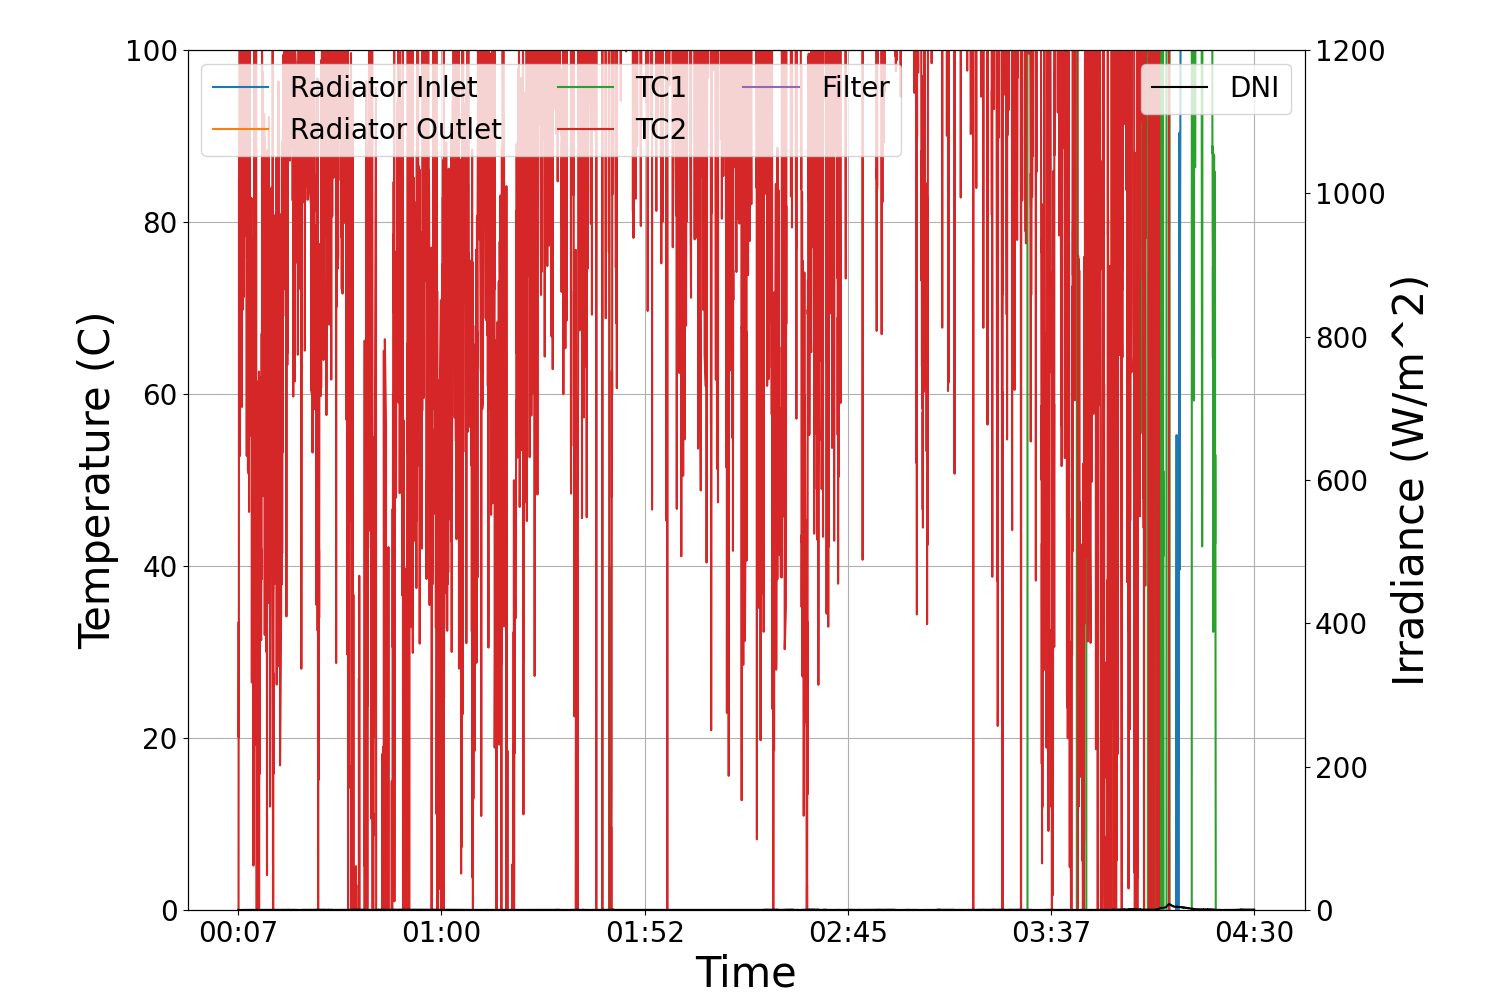 100
80
60
40
20
0
Temperature (C)
Radiator Inlet
Radiator Outlet
TC1
TC2
Filter
DNI
1200
1000
800
600
400
200
0
Irradiance (W/m^2)
00:07 01:00 01:52 02:45 03:37 04:30
Time